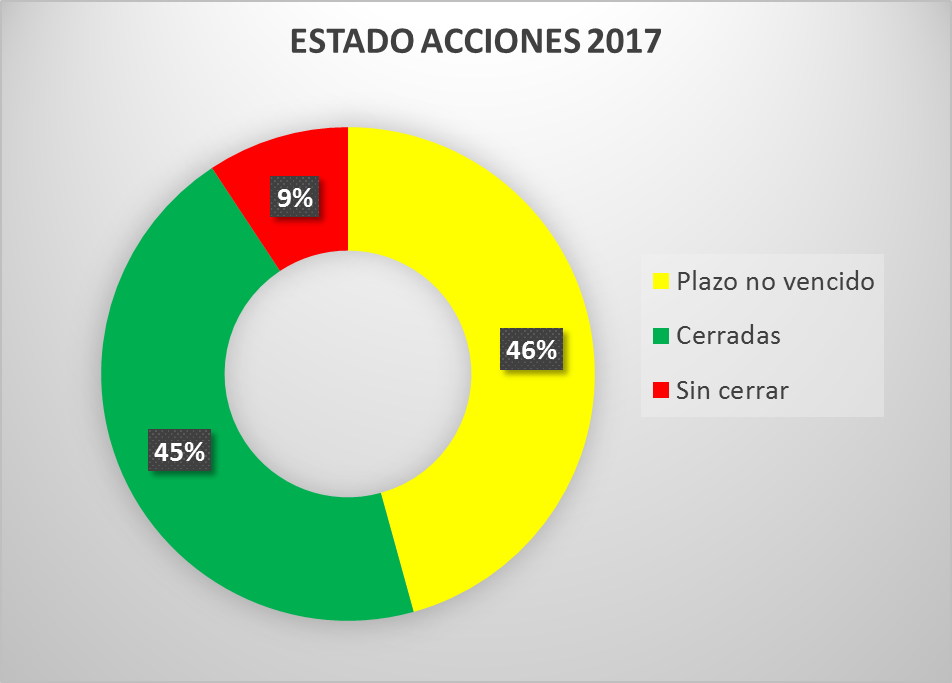 ESTADO ACCIONES 2017
9%
46%
45%
Plazo no vencido
Cerradas
Sin cerrar